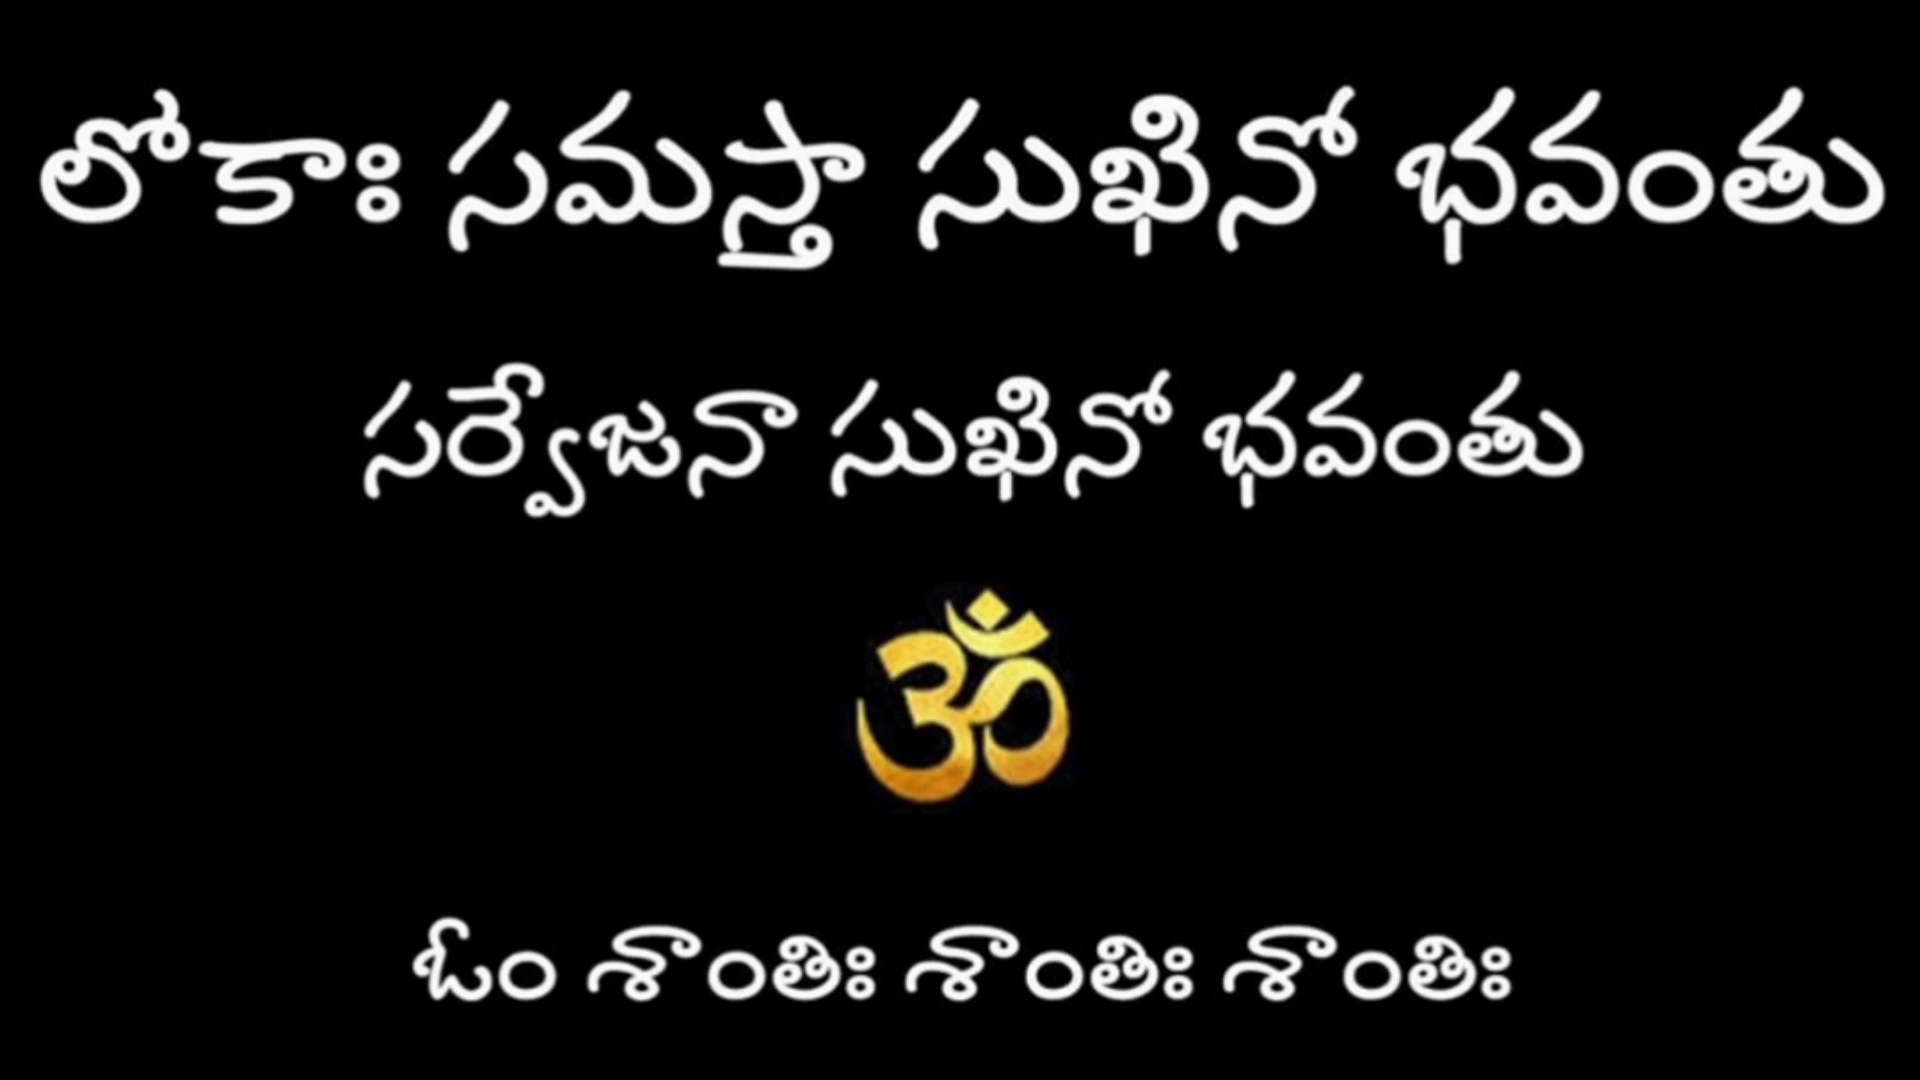 లోకాః సమస్తా సుఖినో భవంతు
సర్వేజనా సుఖినో భవంతు
ॐ
ఓం శాంతిః శాంతిః శాంతిః